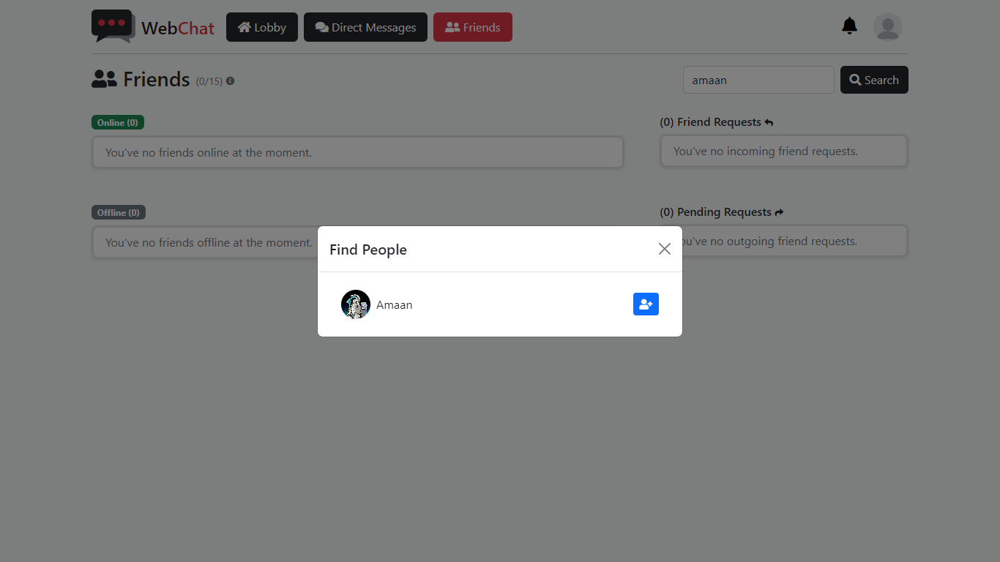 WebChat
Lobby
Direct Messages
Friends
Friends (0/15)
amaan
Search
Online (0)
You've no friends online at the moment.
(0) Friend Requests
You've no incoming friend requests.
Offline (0)
You've no friends offline at the moment.
(0) Pending Requests
ou've no outgoing friend requests.
Find People
Amaan